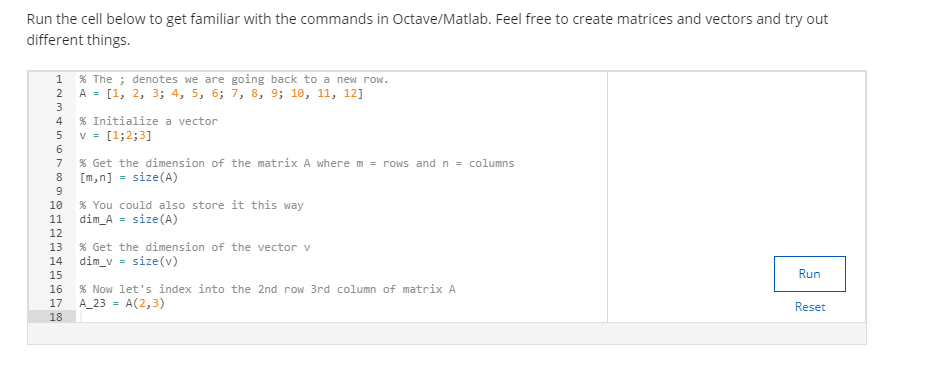 Run the cell below to get familiar with the commands in Octave/Matlab. Feel free to create matrices and vectors and try out
different things.
1 % The ; denotes we are going back to a new row.
2 A = [1, 2, 3; 4, 5, 6; 7, 8, 9; 10, 11, 12]
3
4 % Initialize a vector
5 v = [1;2;3]
6
7 % Get the dimension of the matrix A where m = rows and n = columns
8 [m,n] = size(A)
9
10 % You could also store it this way
11 dim_A = size(A)
12
13 % Get the dimension of the vector v
14 dim_v = size(v)
15
16 % Now let's index into the 2nd row 3rd column of matrix A
17 A_23 = A(2,3)
18
Run
Reset